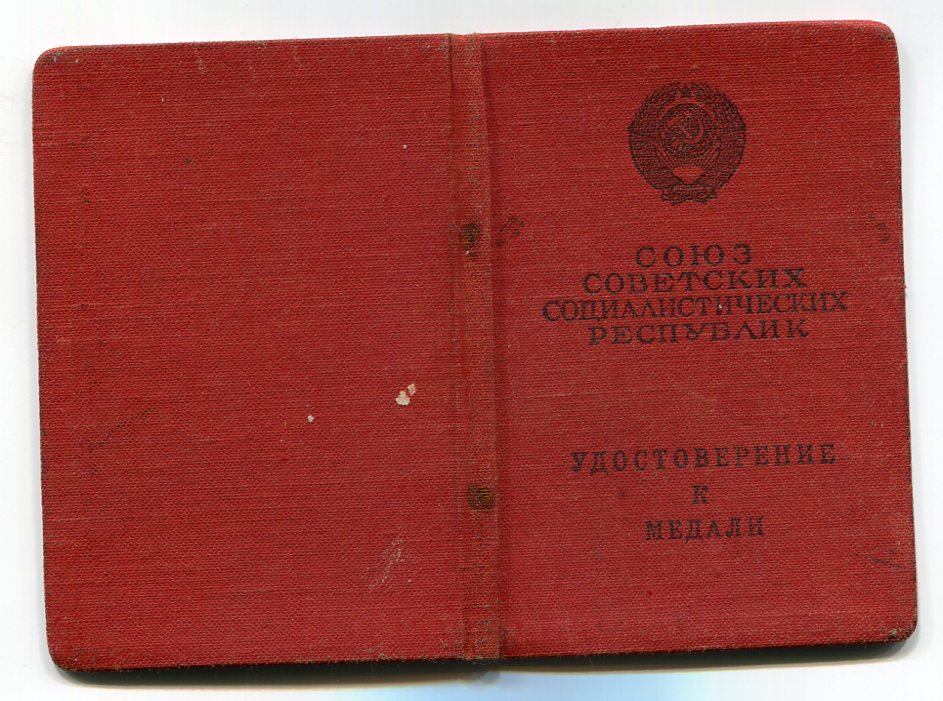 СОЮЗ
СОВЕТСКИХ
СОЦИАЛИСТИЧЕСКИХ
РЕСПУБЛИК
УДОСТОВЕРЕНИЕ
К
МЕДАЛИ